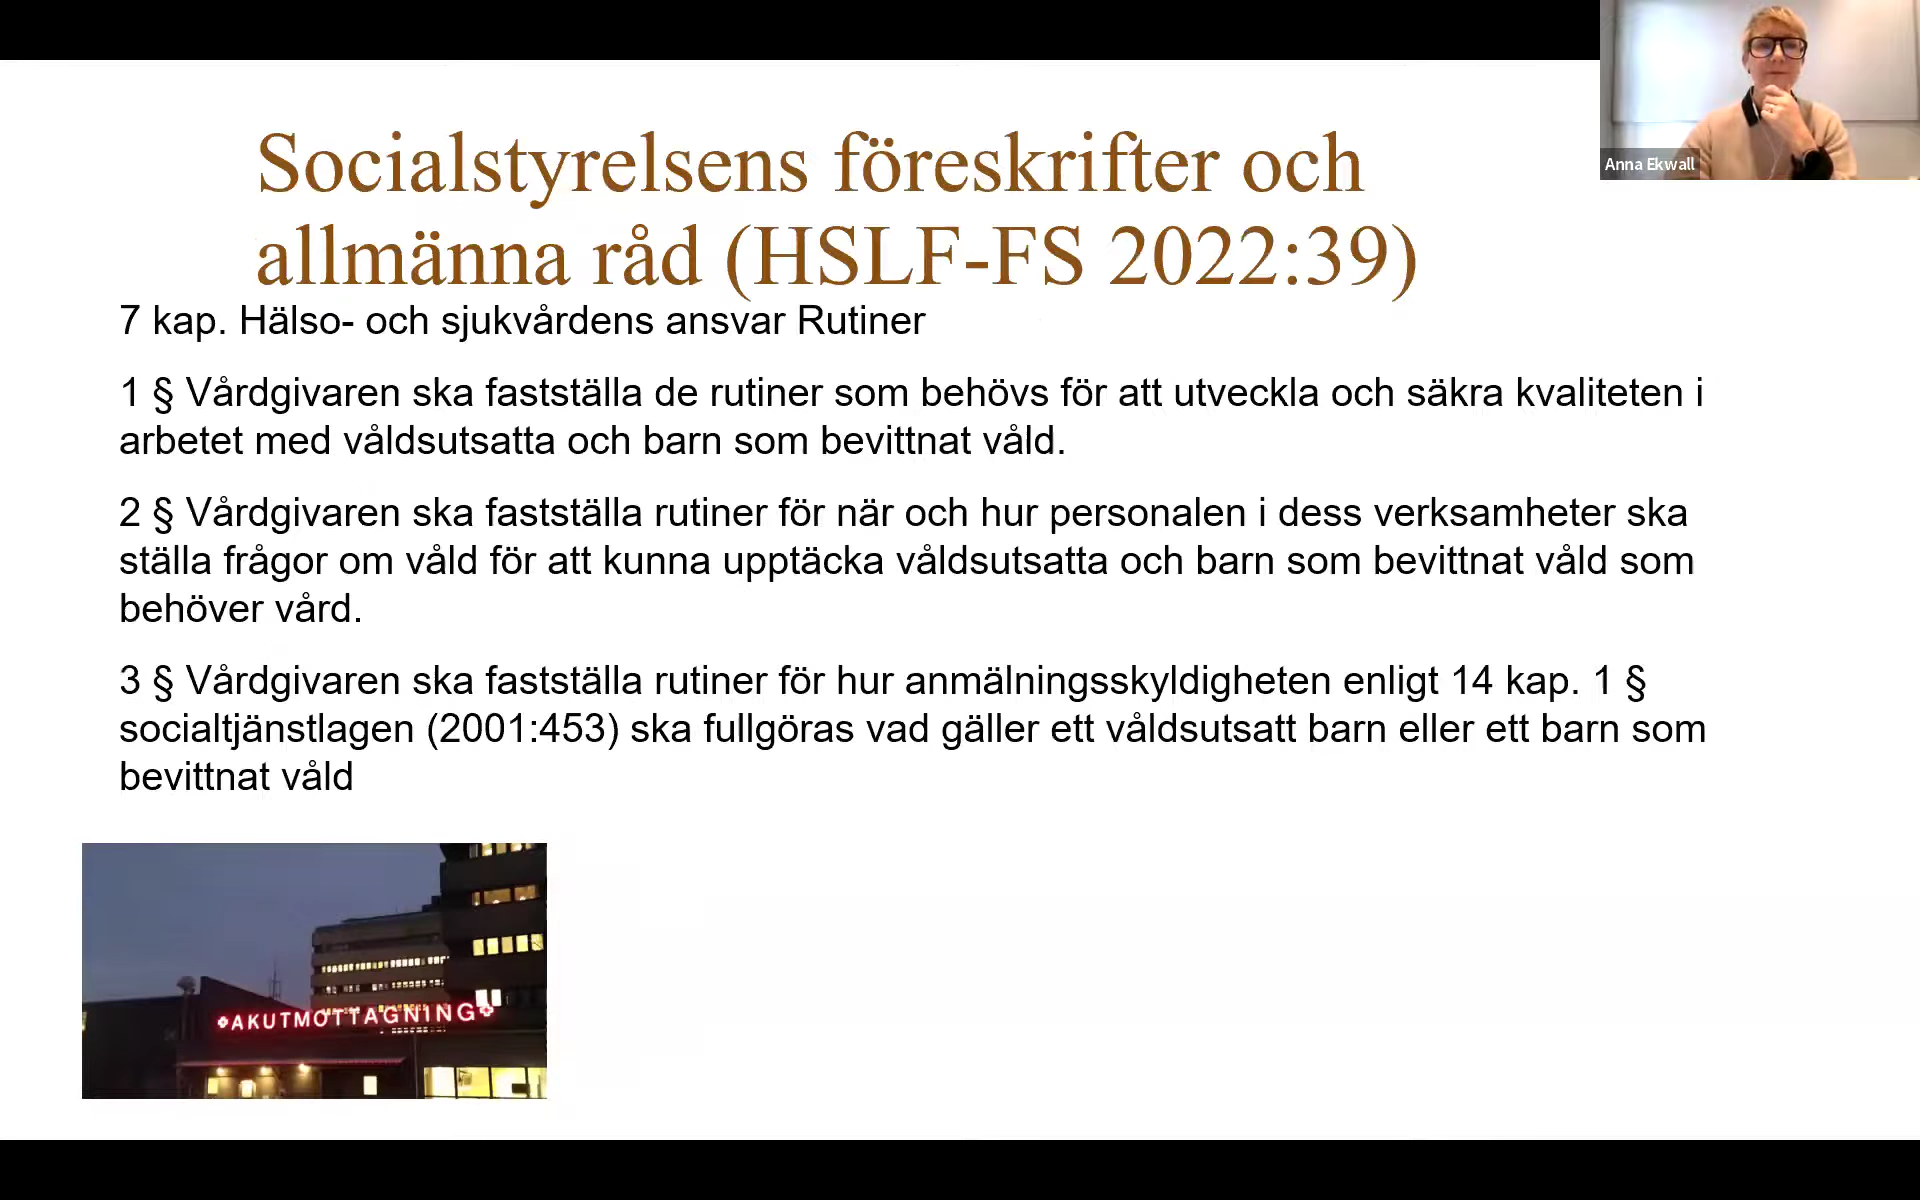 Anna Ekwall
Socialstyrelsens föreskrifter och
allmänna råd (HSLF-FS 2022:39)
7 kap. Hälso- och sjukvårdens ansvar Rutiner
1 § Vårdgivaren ska fastställa de rutiner som behövs för att utveckla och säkra kvaliteten i
arbetet med våldsutsatta och barn som bevittnat våld.
2 § Vårdgivaren ska fastställa rutiner för när och hur personalen i dess verksamheter ska
ställa frågor om våld för att kunna upptäcka våldsutsatta och barn som bevittnat våld som
behöver vård.
3 § Vårdgivaren ska fastställa rutiner för hur anmälningsskyldigheten enligt 14 kap. 1 §
socialtjänstlagen (2001:453) ska fullgöras vad gäller ett våldsutsatt barn eller ett barn som
bevittnat våld
AKUTMOTTAGNING